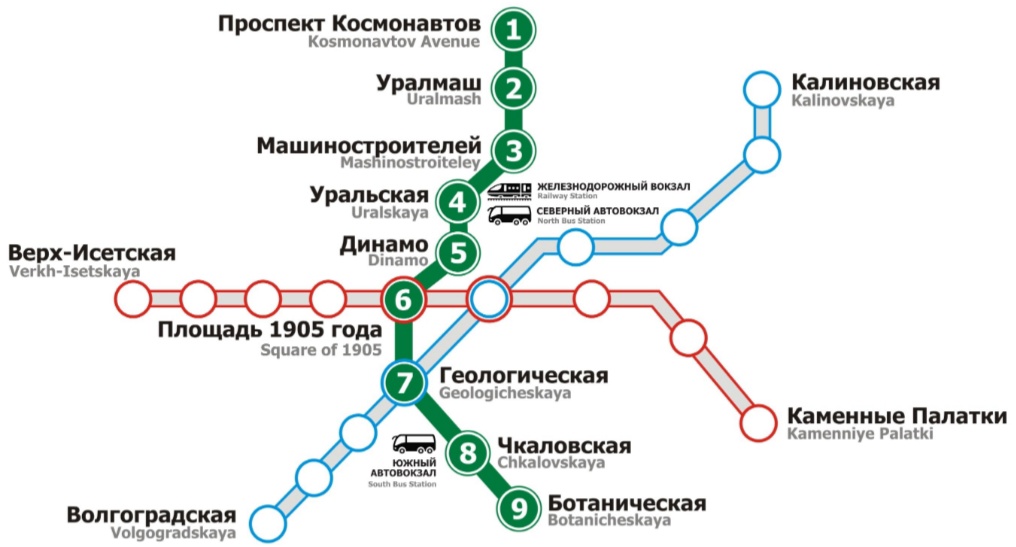 Проспект Космонавтов
Kosmonavtov Avenue
1
Уралмаш
Uralmash
2
Калиновская
Kalinovskaya
Машиностроителей
Mashinostroiteley
3
Уральская
Uralskaya
4
ЖЕЛЕЗНОДОРОЖНЫЙ ВОКЗАЛ
Railway Station
СЕВЕРНЫЙ АВТОВОКЗАЛ
North Bus Station
Динамо
Dinamo
5
Верх-Исетская
Verkh-Isetskaya
6
Площадь 1905 года
Square of 1905
7
Геологическая
Geologicheskaya
Каменные Палатки
Kamenniye Palatki
ЮЖНЫЙ
АВТОВОКЗАЛ
South Bus Station
8
Чкаловская
Chkalovskaya
Волгоградская
Volgogradskaya
9
Ботаническая
Botanicheskaya